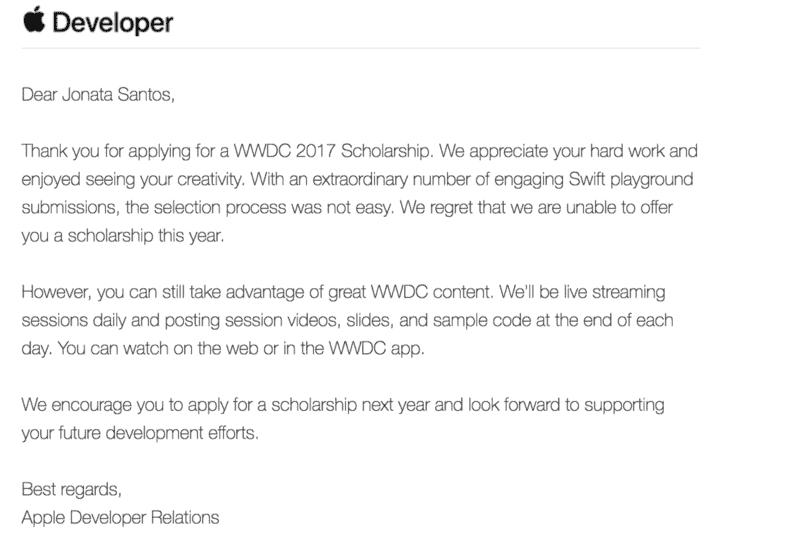 Developer
Dear Jonata Santos,
Thank you for applying for a WWDC 2017 Scholarship. We appreciate your hard work and
enjoyed seeing your creativity. With an extraordinary number of engaging Swift playground
submissions, the selection process was not easy. We regret that we are unable to offer
you a scholarship this year.
However, you can still take advantage of great WWDC content. We'll be live streaming
sessions daily and posting session videos, slides, and sample code at the end of each
day. You can watch on the web or in the WWDC app.
We encourage you to apply for a scholarship next year and look forward to supporting
your future development efforts.
Best regards,
Apple Developer Relations